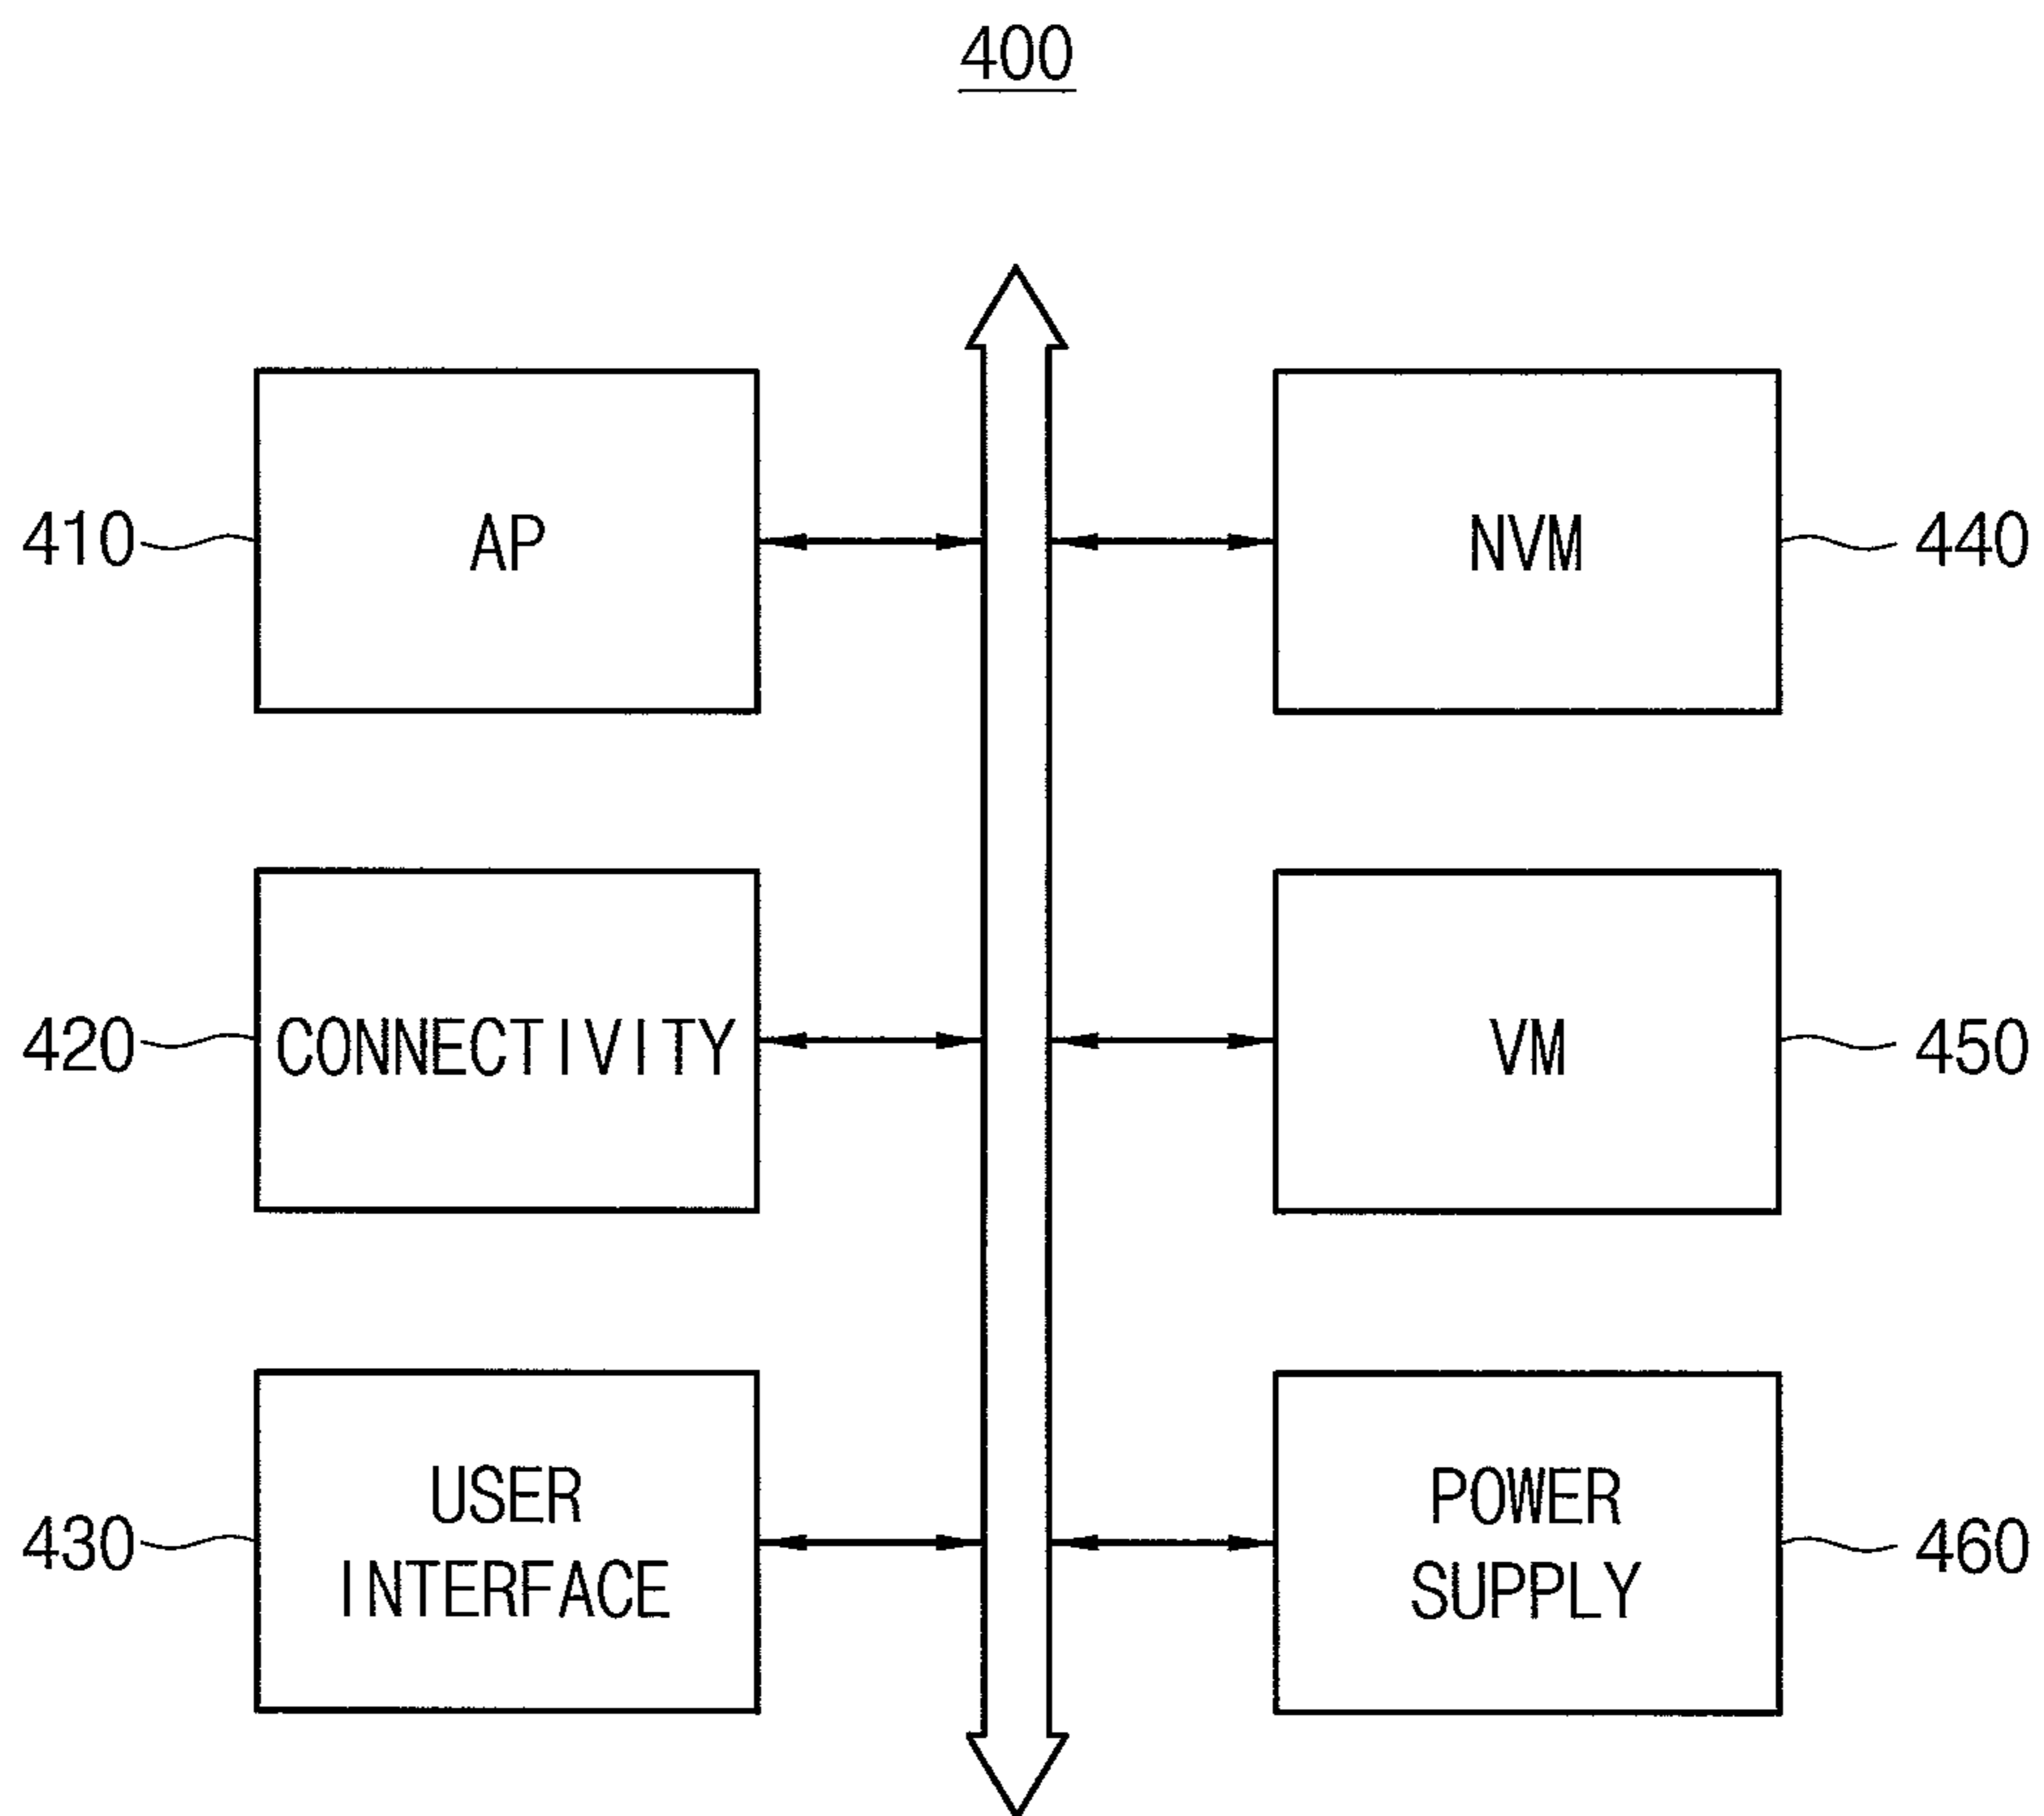 400
410
AP
NVM
440
420
CONNECTIVITY
VM
450
430
USER
INTERFACE
POWER
SUPPLY
460